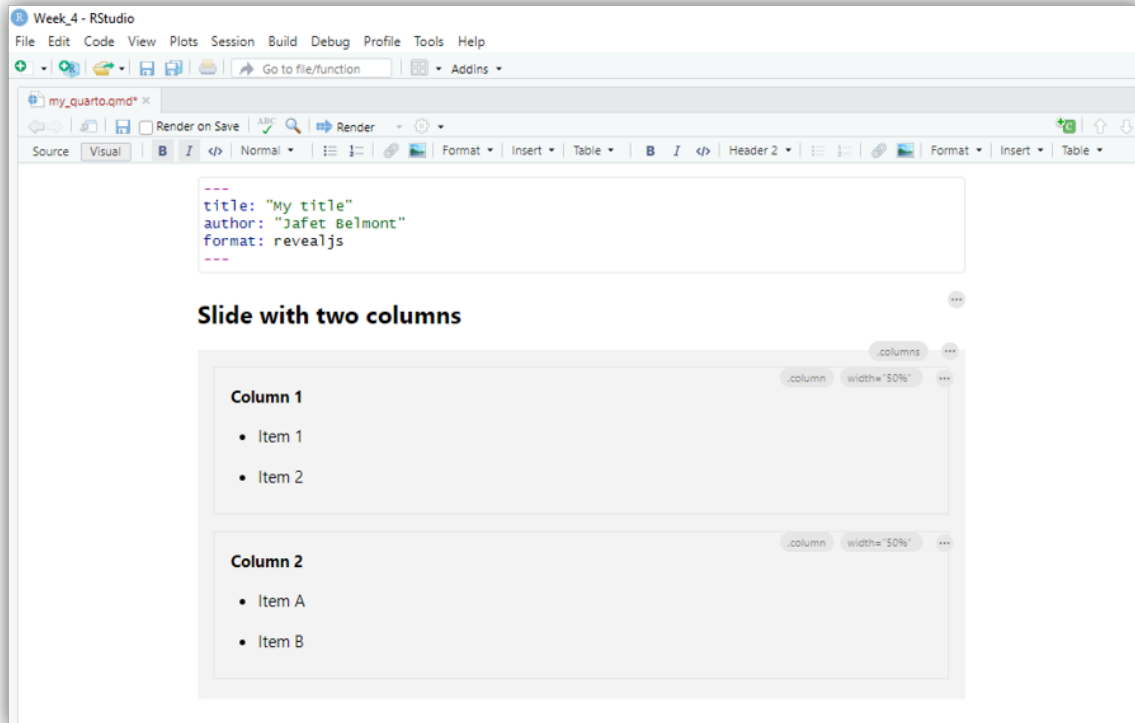 Week_4 - RStudio
File Edit Code View Plots Session Build Debug Profile Tools Help
Go to file/function Addins
my_quarto.qmd*
Render on Save ABC Render
Source Visual B I </> Normal Format Insert Table B I </> Header 2 Format Insert Table
---
title: "My title"
author: "Jafet Belmont"
format: revealjs
---
Slide with two columns
.columns
.column width="50%"
Column 1
• Item 1
• Item 2
.column width="50%"
Column 2
• Item A
• Item B